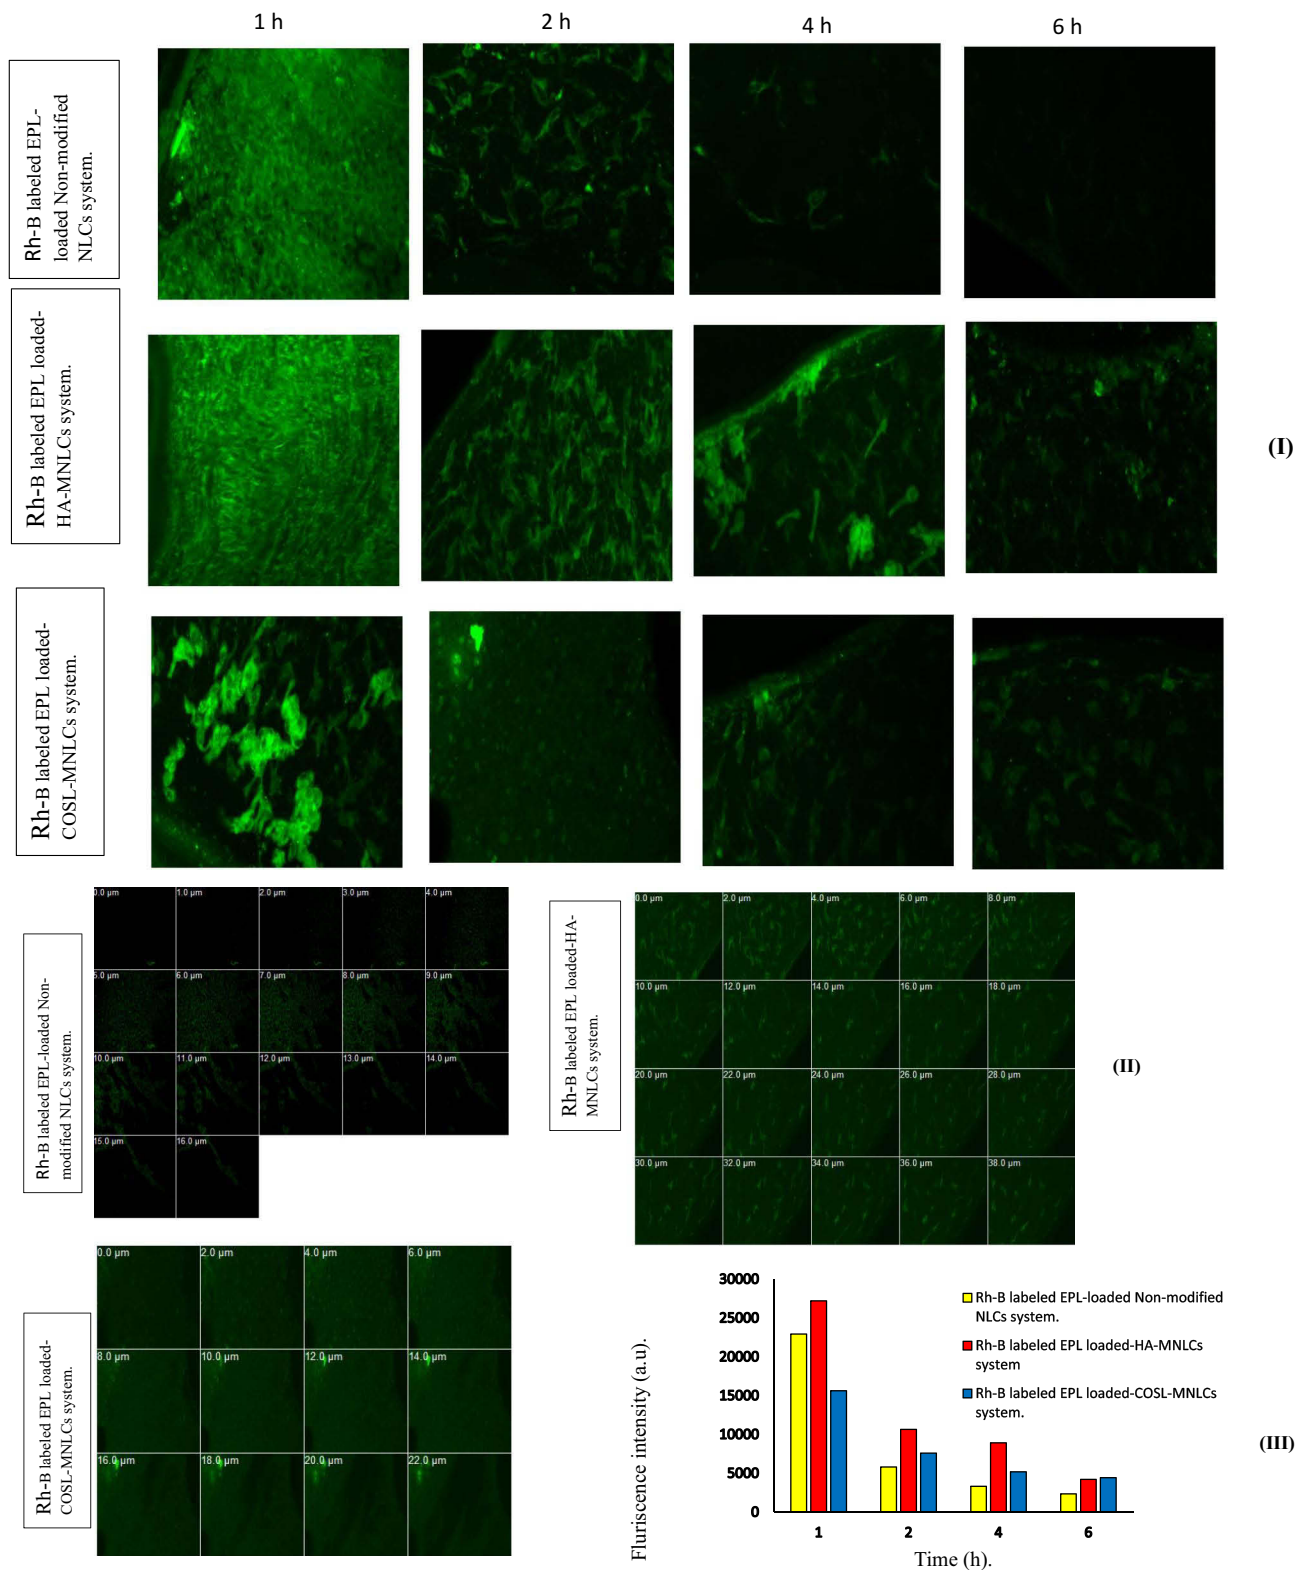 1 h
2 h
4 h
6 h
Rh-B labeled EPL-
loaded Non-modified
NLCs system.
Rh-B labeled EPL loaded-
HA-MNLCs system.
(I)
Rh-B labeled EPL loaded-
COSL-MNLCs system.
Rh-B labeled EPL-loaded Non-
modified NLCs system.
0.0 µm 1.0 µm 2.0 µm 3.0 µm 4.0 µm
5.0 µm 6.0 µm 7.0 µm 8.0 µm 9.0 µm
10.0 µm 11.0 µm 12.0 µm 13.0 µm 14.0 µm
15.0 µm 16.0 µm
Rh-B labeled EPL loaded-HA-
MNLCs system.
0.0 µm 2.0 µm 4.0 µm 6.0 µm 8.0 µm
10.0 µm 12.0 µm 14.0 µm 16.0 µm 18.0 µm
20.0 µm 22.0 µm 24.0 µm 26.0 µm 28.0 µm
30.0 µm 32.0 µm 34.0 µm 36.0 µm 38.0 µm
(II)
Rh-B labeled EPL loaded-
COSL-MNLCs system.
0.0 µm 2.0 µm 4.0 µm 6.0 µm
8.0 µm 10.0 µm 12.0 µm 14.0 µm
16.0 µm 18.0 µm 20.0 µm 22.0 µm
Fluriscence intensity (a.u).
30000
25000
20000
15000
10000
5000
0
1 2 4 6
Time (h).
Rh-B labeled EPL-loaded Non-modified
NLCs system.
Rh-B labeled EPL loaded-HA-MNLCs
system
Rh-B labeled EPL loaded-COSL-MNLCs
system.
(III)